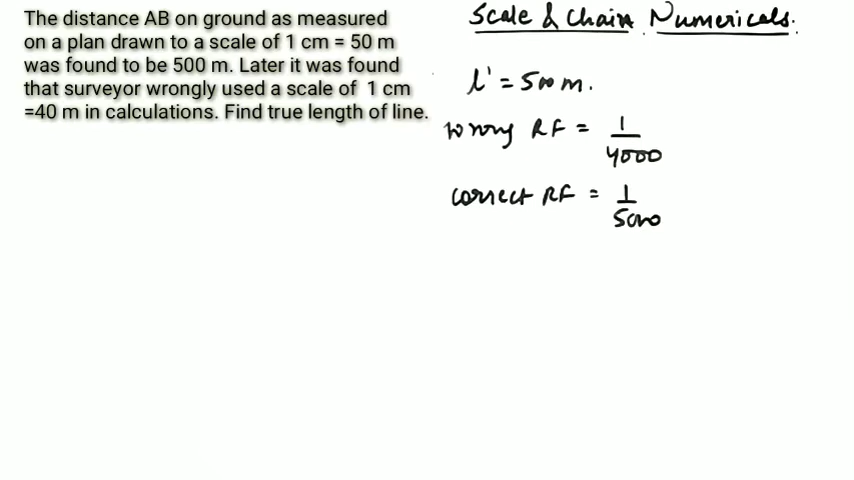 The distance AB on ground as measured
on a plan drawn to a scale of 1 cm = 50 m
was found to be 500 m. Later it was found
that surveyor wrongly used a scale of 1 cm
=40 m in calculations. Find true length of line.
Scale & Chain Numericals.
l' = 500 m.
wrong RF = 1/4000
correct RF = 1/5000